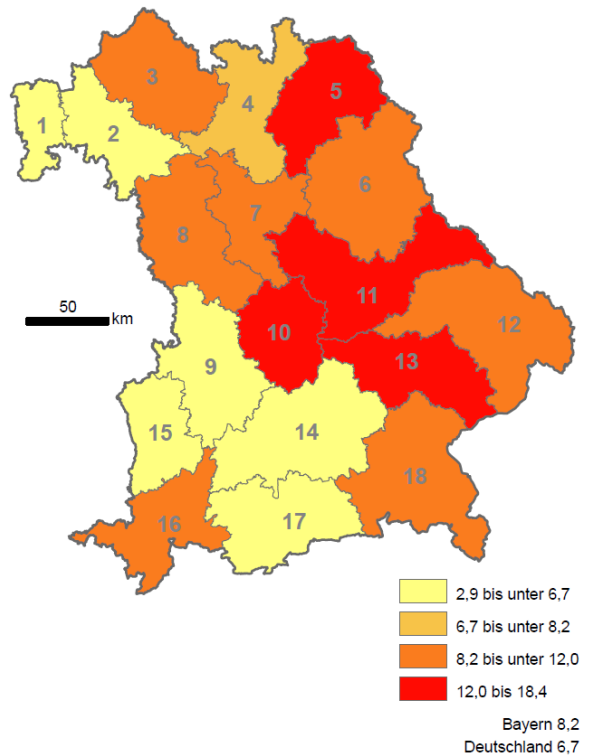 3
5
4
1
2
6
7
8
11
50
km
10
12
9
13
15
14
18
16
17
2,9 bis unter 6,7
6,7 bis unter 8,2
8,2 bis unter 12,0
12,0 bis 18,4
Bayern 8,2
Deutschland 6,7